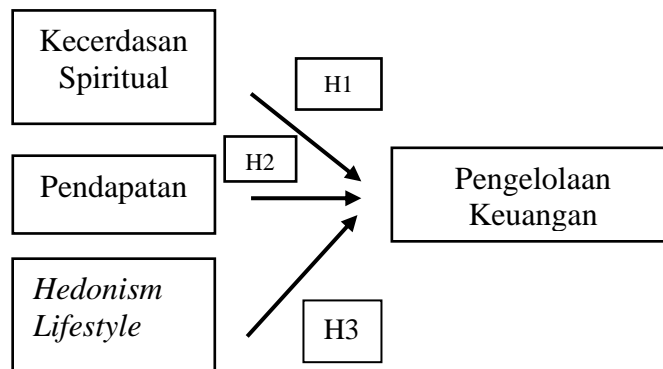 Kecerdasan
Spiritual
H1
H2
Pendapatan
Pengelolaan
Keuangan
Hedonism
Lifestyle
H3